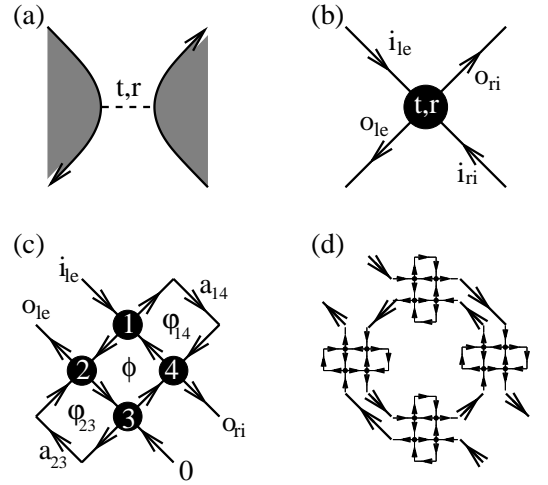 (a)
t,r
(b)
i_le
o_ri
t,r
o_le
i_ri
(c)
i_le
a_14
o_le
1
φ_14
2
ϕ
4
φ_23
3
o_ri
a_23
0
(d)